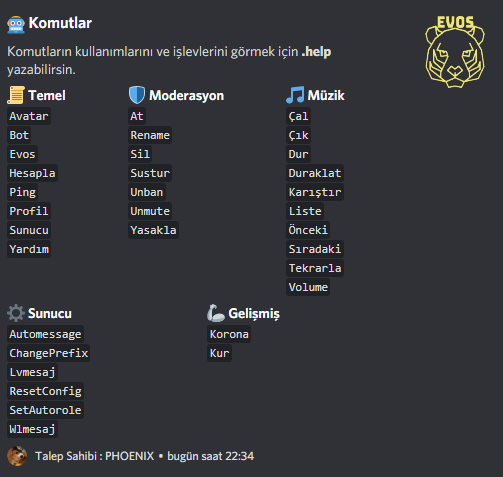 Komutlar
EVOS
Komutların kullanımlarını ve işlevlerini görmek için .help
yazabilirsin.
Temel
Avatar
Bot
Evos
Hesapla
Ping
Profil
Sunucu
Yardım
Moderasyon
At
Rename
Sil
Sustur
Unban
Unmute
Yasakla
Müzik
Çal
Çık
Dur
Duraklat
Karıştır
Liste
Önceki
Sıradaki
Tekrarla
Volume
Sunucu
Automessage
ChangePrefix
Lvmesaj
ResetConfig
SetAutorole
Wlmesaj
Gelişmiş
Korona
Kur
Talep Sahibi : PHOENIX • bugün saat 22:34